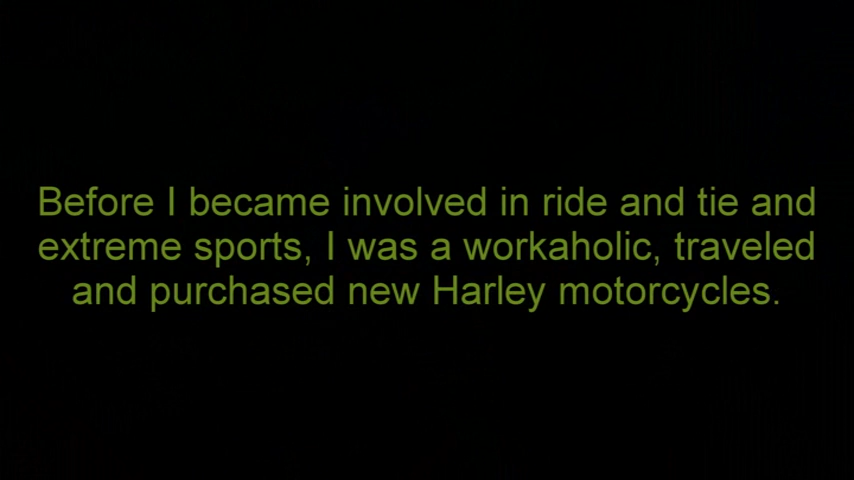 Before I became involved in ride and tie and
extreme sports, I was a workaholic, traveled
and purchased new Harley motorcycles.